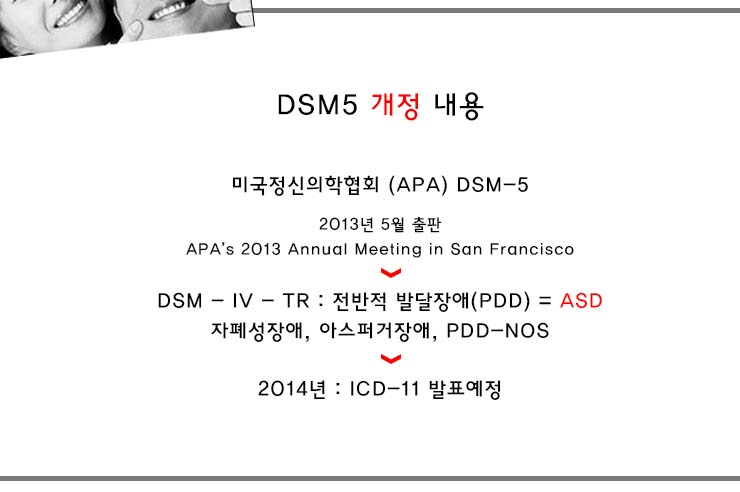 DSM5 개정 내용
미국정신의학협회 (APA) DSM-5
2013년 5월 출판
APA's 2013 Annual Meeting in San Francisco
DSM - IV - TR : 전반적 발달장애(PDD) = ASD
자폐성장애, 아스퍼거장애, PDD-NOS
2014년 : ICD-11 발표예정